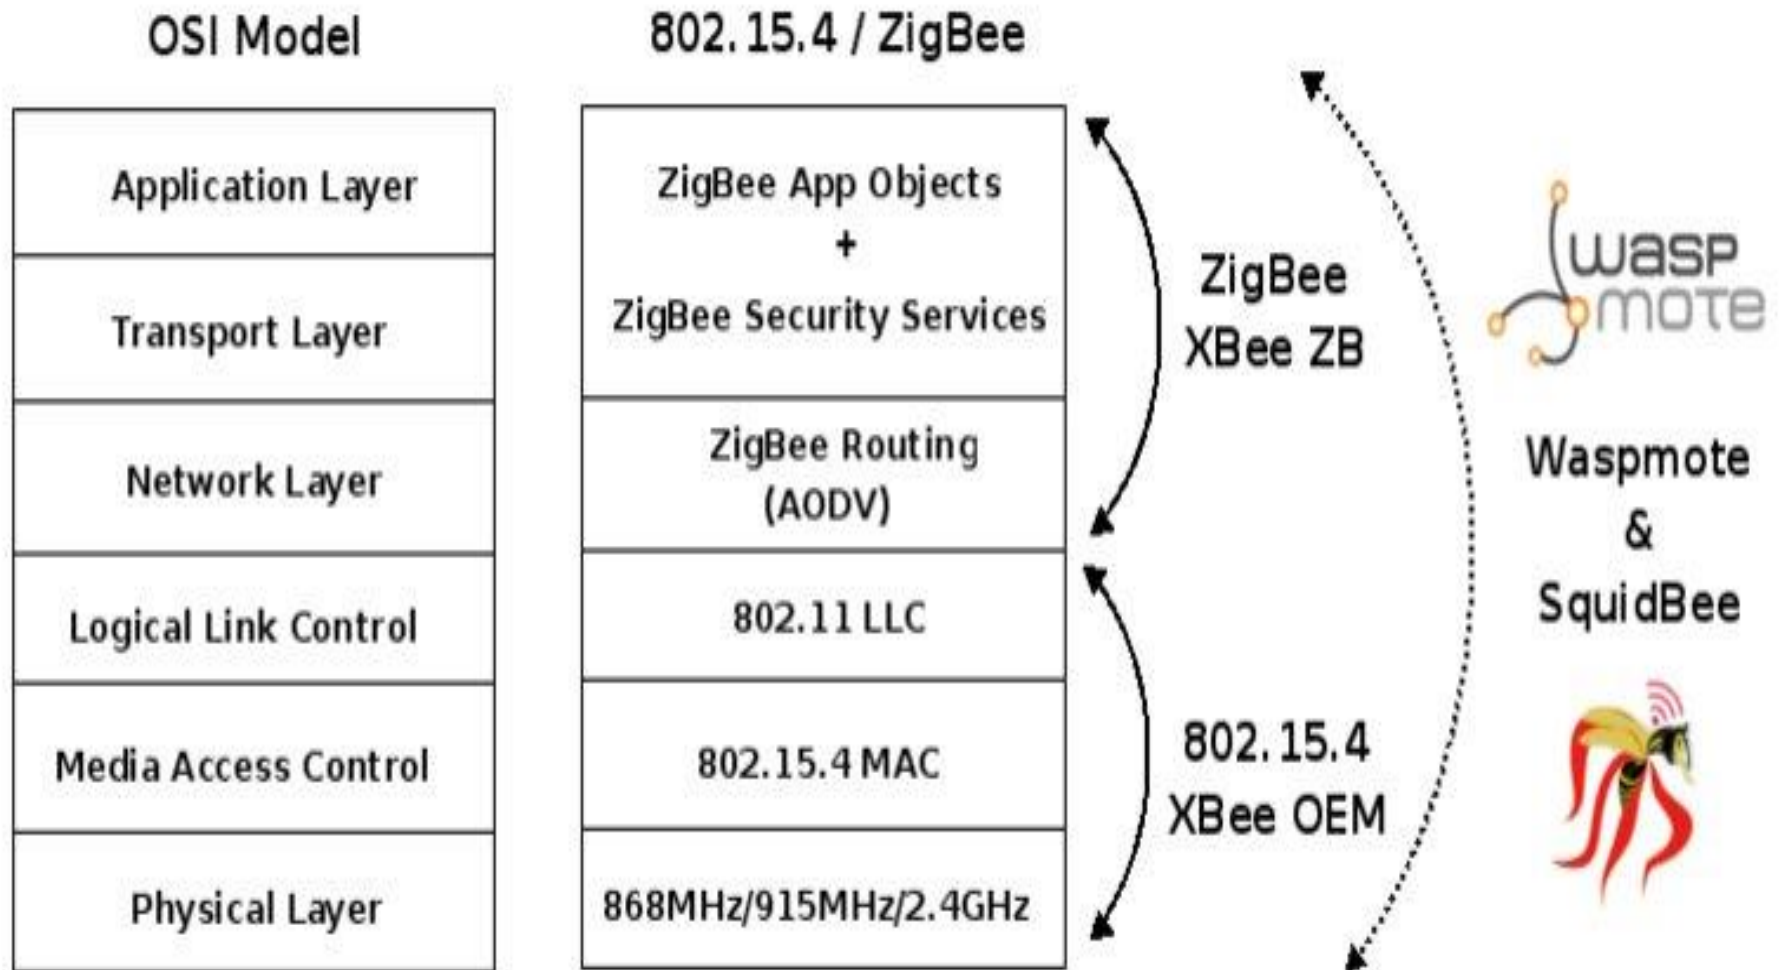 OSI Model
802.15.4 / ZigBee
Application Layer
Transport Layer
Network Layer
Logical Link Control
Media Access Control
Physical Layer
ZigBee App Objects
+
ZigBee Security Services
ZigBee Routing
(AODV)
802.11 LLC
802.15.4 MAC
868MHz/915MHz/2.4GHz
ZigBee
XBee ZB
802.15.4
XBee OEM
wasp
mote
Waspmote
&
SquidBee